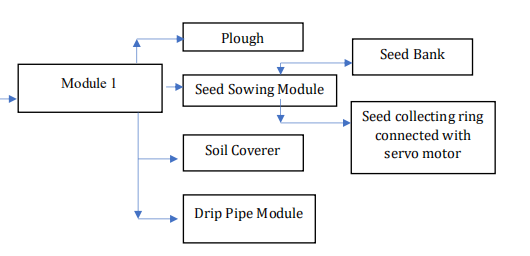 Plough
Seed Bank
Module 1
Seed Sowing Module
Seed collecting ring
connected with
servo motor
Soil Coverer
Drip Pipe Module